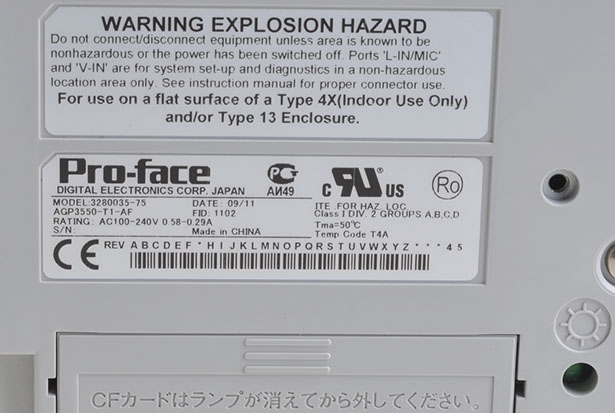 WARNING EXPLOSION HAZARD
Do not connect/disconnect equipment unless area is known to be
nonhazardous or the power has been switched off. Ports 'L-IN/MIC'
and 'V-IN' are for system set-up and diagnostics in a non-hazardous
location area only. See instruction manual for proper connector use.
For use on a flat surface of a Type 4X(Indoor Use Only)
and/or Type 13 Enclosure.
Pro-face
DIGITAL ELECTRONICS CORP. JAPAN
АИ49
C UL US
Ro
MODEL:3280035-75 DATE: 09/11
AGP3550-T1-AF FID: 1102
RATING: AC100-240V 0.58-0.29A
S/N: Made in CHINA
ITE FOR HAZ. LOC.
Class I DIV. 2 GROUPS A,B,C,D
Tma=50℃
Temp Code T4A
CE
REV A B C D E F * H I J K L M N O P Q R S T U V W X Y Z * * * 4 5
CFカードはランプが消えてから外してください。